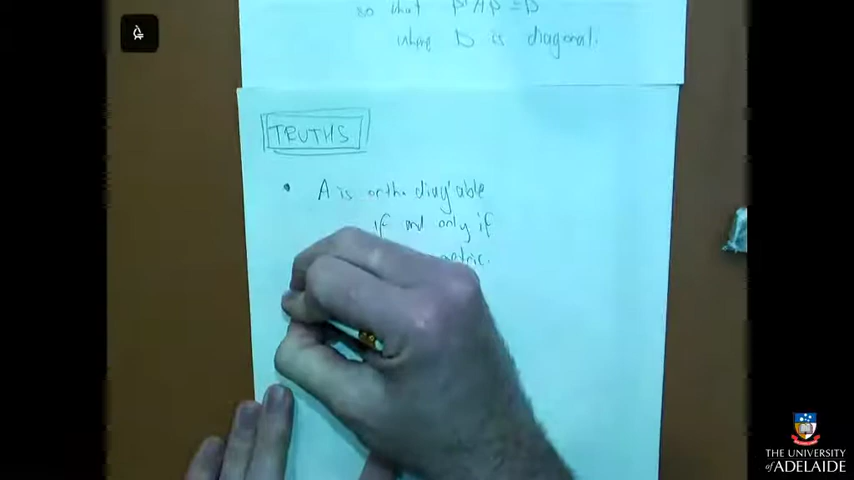 so that P⁻¹AP = D
where D is diagonal.
TRUTHS
• A is ortho. diag'able
if and only if
THE UNIVERSITY
of ADELAIDE